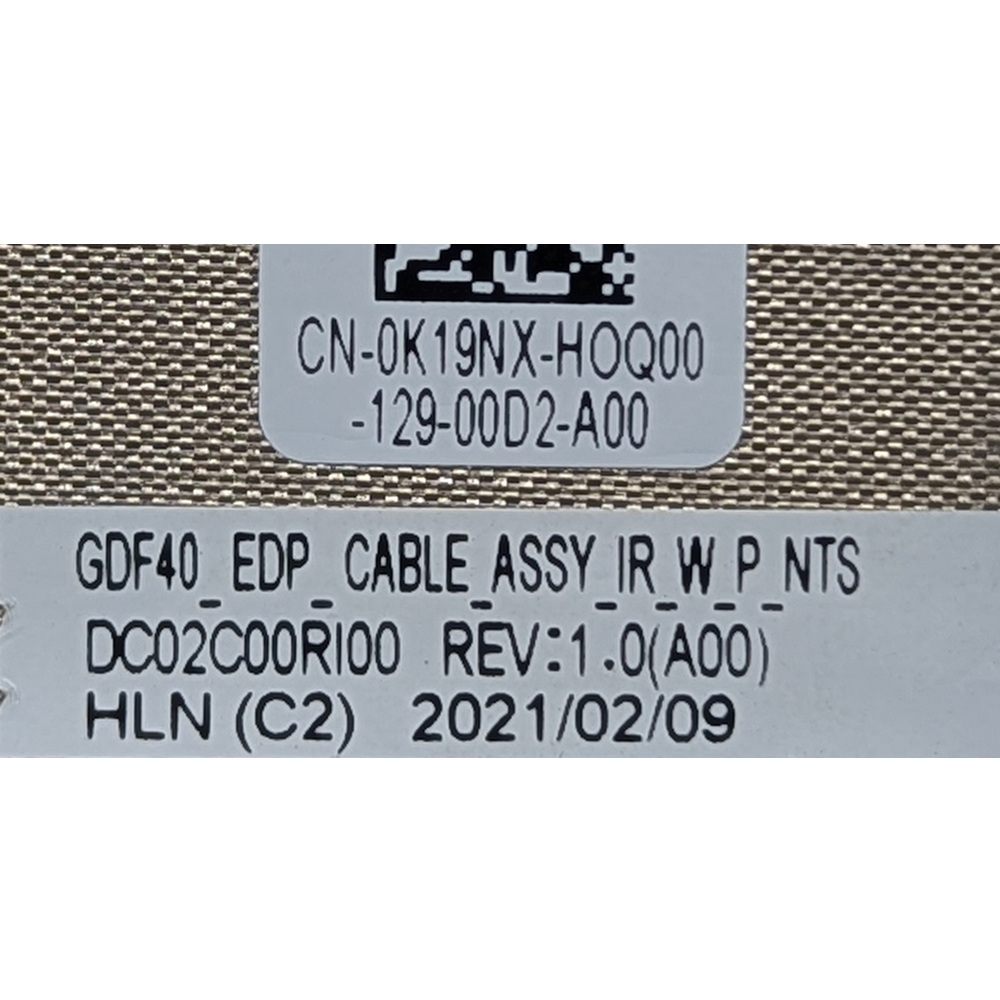 CN-0K19NX-HOQ00
-129-00D2-A00
GDF40_EDP_CABLE_ASSY_IR_W_P_NTS
DC02C00RI00 REV:1.0(A00)
HLN (C2) 2021/02/09